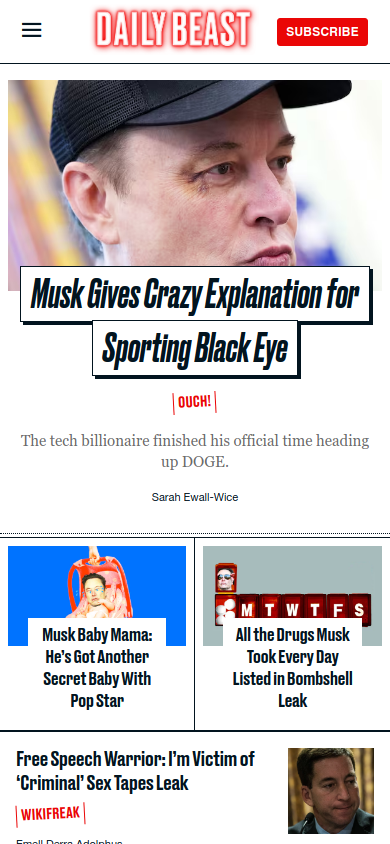 DAILY BEAST
SUBSCRIBE
Musk Gives Crazy Explanation for
Sporting Black Eye
OUCH!
The tech billionaire finished his official time heading
up DOGE.
Sarah Ewall-Wice
Musk Baby Mama:
He's Got Another
Secret Baby With
Pop Star
M T W T F S
All the Drugs Musk
Took Every Day
Listed in Bombshell
Leak
Free Speech Warrior: I'm Victim of
'Criminal' Sex Tapes Leak
WIKIFREAK
Emell Derra Adolphus